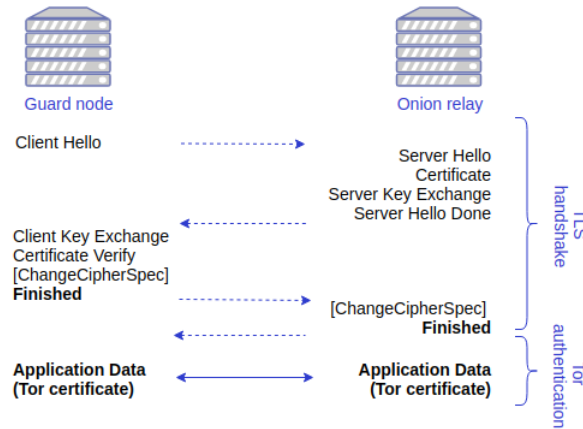 Guard node
Onion relay
Client Hello
Server Hello
Certificate
Server Key Exchange
Server Hello Done
Client Key Exchange
Certificate Verify
[ChangeCipherSpec]
Finished
[ChangeCipherSpec]
Finished
Application Data
(Tor certificate)
Application Data
(Tor certificate)
TLS
handshake
Tor
authentication